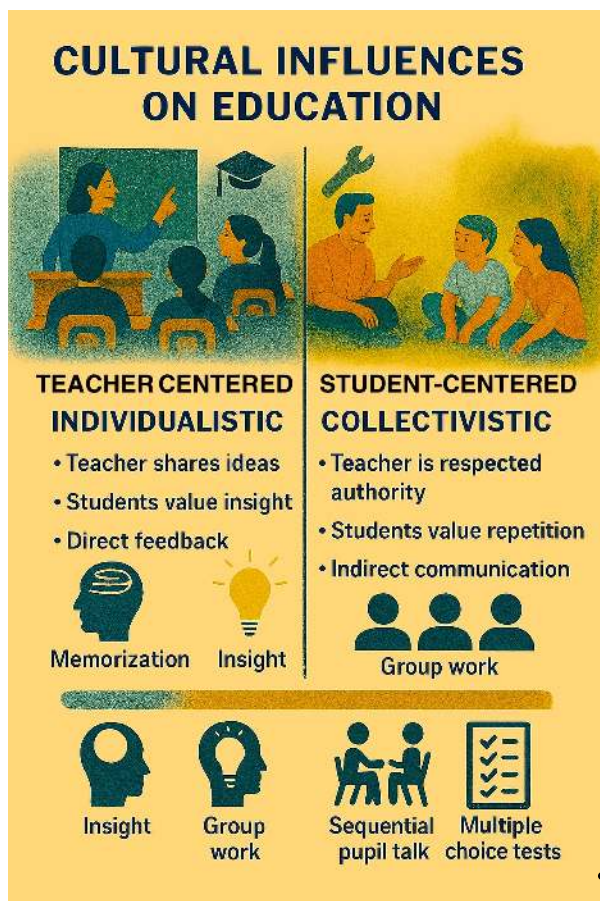 CULTURAL INFLUENCES
ON EDUCATION
TEACHER CENTERED
INDIVIDUALISTIC
• Teacher shares ideas
• Students value insight
• Direct feedback
Memorization
Insight
STUDENT-CENTERED
COLLECTIVISTIC
• Teacher is respected
authority
• Students value repetition
• Indirect communication
Group work
Insight
Group
work
Sequential
pupil talk
Multiple
choice tests